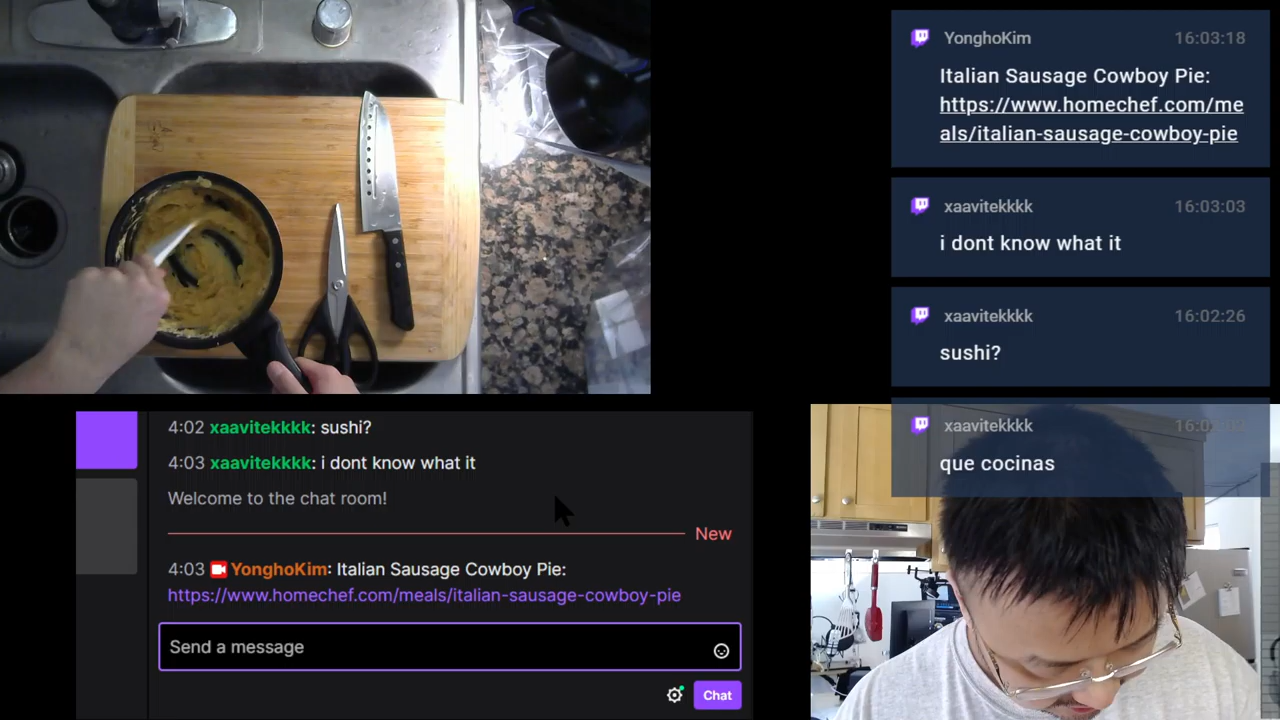 YonghoKim 16:03:18
Italian Sausage Cowboy Pie:
https://www.homechef.com/me
als/italian-sausage-cowboy-pie
xaavitekkkk 16:03:03
i dont know what it
xaavitekkkk 16:02:26
sushi?
xaavitekkkk
que cocinas
4:02 xaavitekkkk: sushi?
4:03 xaavitekkkk: i dont know what it
Welcome to the chat room!
New
4:03 YonghoKim: Italian Sausage Cowboy Pie:
https://www.homechef.com/meals/italian-sausage-cowboy-pie
Send a message
Chat